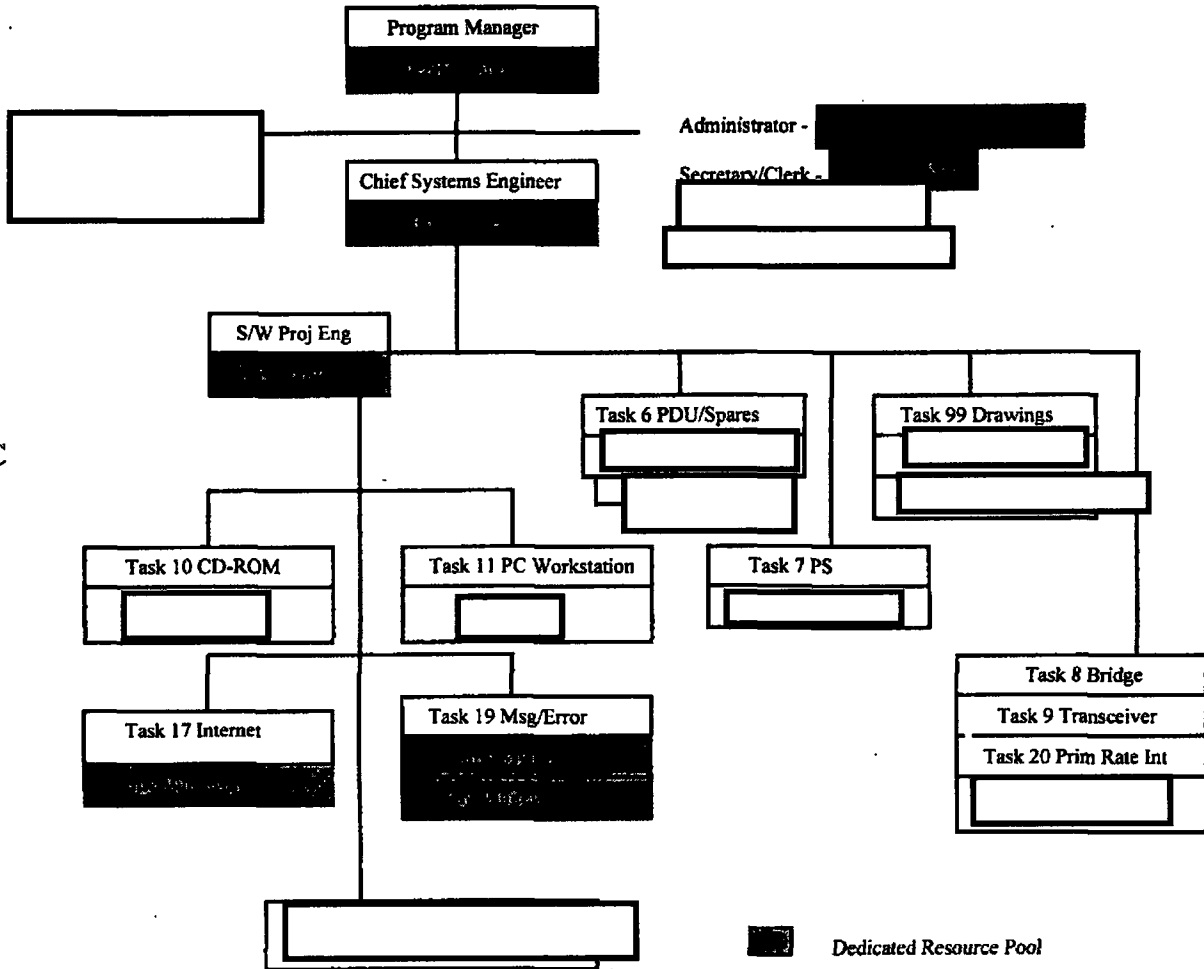 Program Manager
Administrator -
Secretary/Clerk -
Chief Systems Engineer
S/W Proj Eng
Task 6 PDU/Spares
Task 99 Drawings
Task 10 CD-ROM
Task 11 PC Workstation
Task 7 PS
Task 8 Bridge
Task 9 Transceiver
Task 20 Prim Rate Int
Task 17 Internet
Task 19 Msg/Error
Dedicated Resource Pool